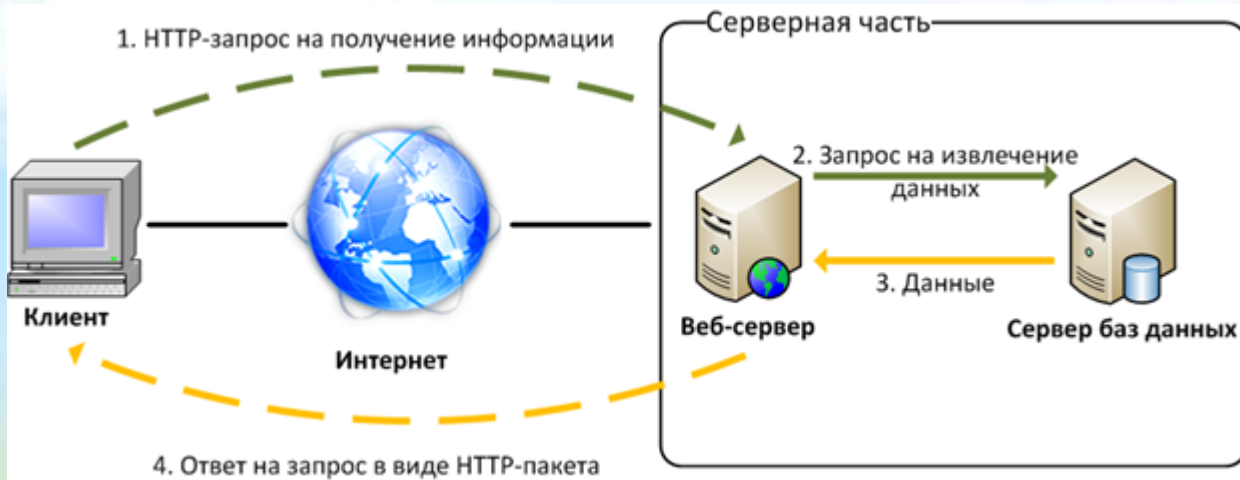 Серверная часть
1. HTTP-запрос на получение информации
2. Запрос на извлечение
данных
3. Данные
Клиент
Интернет
Веб-сервер
Сервер баз данных
4. Ответ на запрос в виде HTTP-пакета